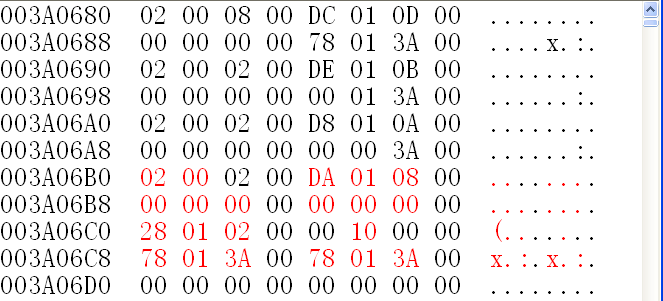 003A0680 02 00 08 00 DC 01 0D 00 ........
003A0688 00 00 00 00 78 01 3A 00 ....x.:.
003A0690 02 00 02 00 DE 01 0B 00 ........
003A0698 00 00 00 00 00 01 3A 00 ......:.
003A06A0 02 00 02 00 D8 01 0A 00 ........
003A06A8 00 00 00 00 00 00 3A 00 ......:.
003A06B0 02 00 02 00 DA 01 08 00 ........
003A06B8 00 00 00 00 00 00 00 00 ........
003A06C0 28 01 02 00 00 10 00 00 (.......
003A06C8 78 01 3A 00 78 01 3A 00 x.:.x.:.
003A06D0 00 00 00 00 00 00 00 00 ........